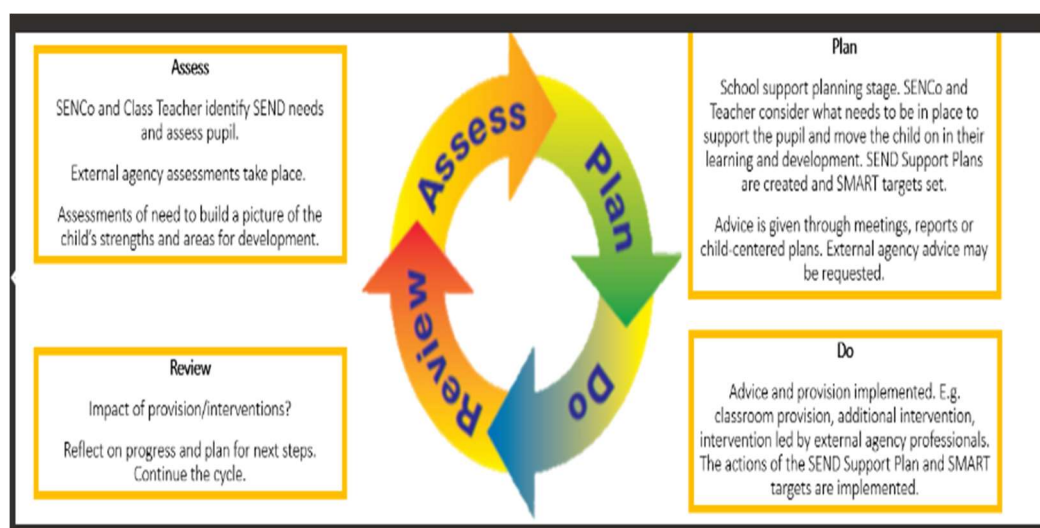 Assess
SENCo and Class Teacher identify SEND needs
and assess pupil.
External agency assessments take place.
Assessments of need to build a picture of the
child's strengths and areas for development.
Assess
Plan
Do
Review
Plan
School support planning stage. SENCo and
Teacher consider what needs to be in place to
support the pupil and move the child on in their
learning and development. SEND Support Plans
are created and SMART targets set.
Advice is given through meetings, reports or
child-centered plans. External agency advice may
be requested.
Review
Impact of provision/interventions?
Reflect on progress and plan for next steps.
Continue the cycle.
Do
Advice and provision implemented. E.g.
classroom provision, additional intervention,
intervention led by external agency professionals.
The actions of the SEND Support Plan and SMART
targets are implemented.